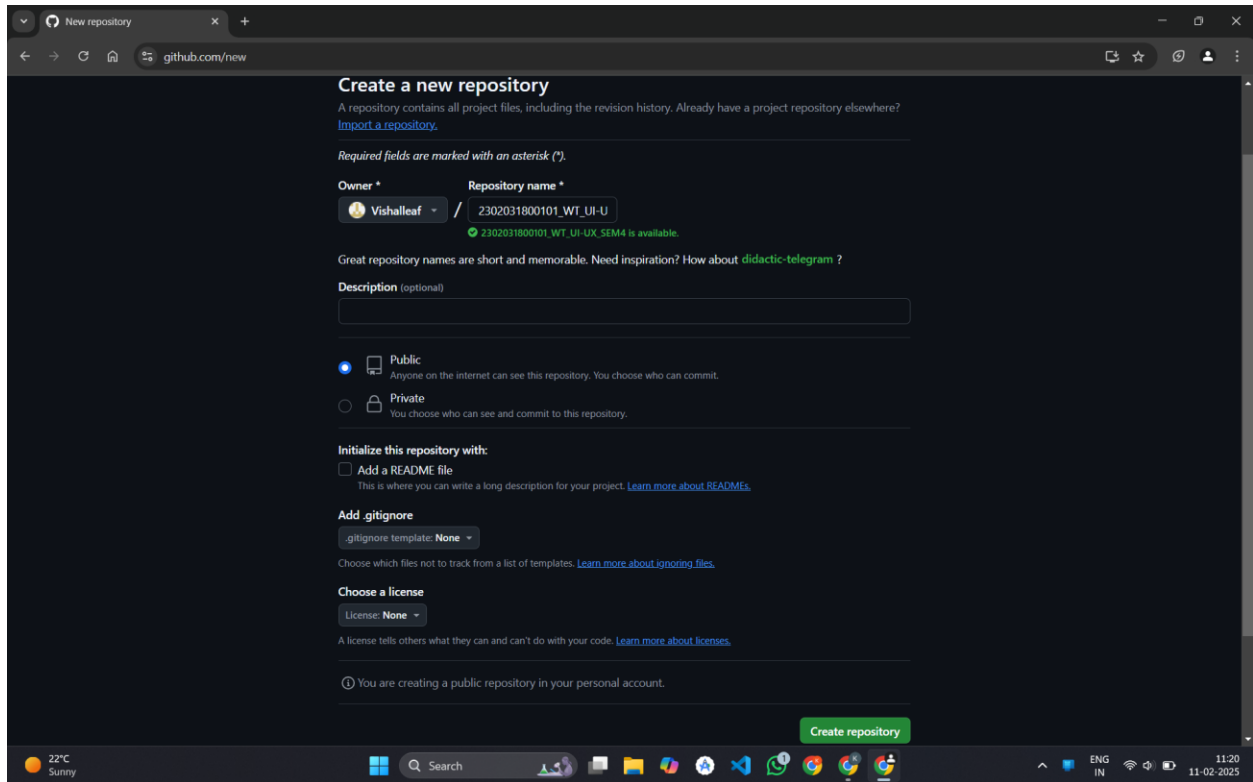 New repository
github.com/new
Create a new repository
A repository contains all project files, including the revision history. Already have a project repository elsewhere?
Import a repository.
Required fields are marked with an asterisk (*).
Owner *
Repository name *
Vishalleaf
/
2302031800101_WT_UI-U
2302031800101_WT_UI-UX_SEM4 is available.
Great repository names are short and memorable. Need inspiration? How about didactic-telegram ?
Description (optional)
Public
Anyone on the internet can see this repository. You choose who can commit.
Private
You choose who can see and commit to this repository.
Initialize this repository with:
Add a README file
This is where you can write a long description for your project. Learn more about READMEs.
Add .gitignore
.gitignore template: None
Choose which files not to track from a list of templates. Learn more about ignoring files.
Choose a license
License: None
A license tells others what they can and can't do with your code. Learn more about licenses.
You are creating a public repository in your personal account.
Create repository
22°C
Sunny
Search
1
ENG
IN
11:20
11-02-2025